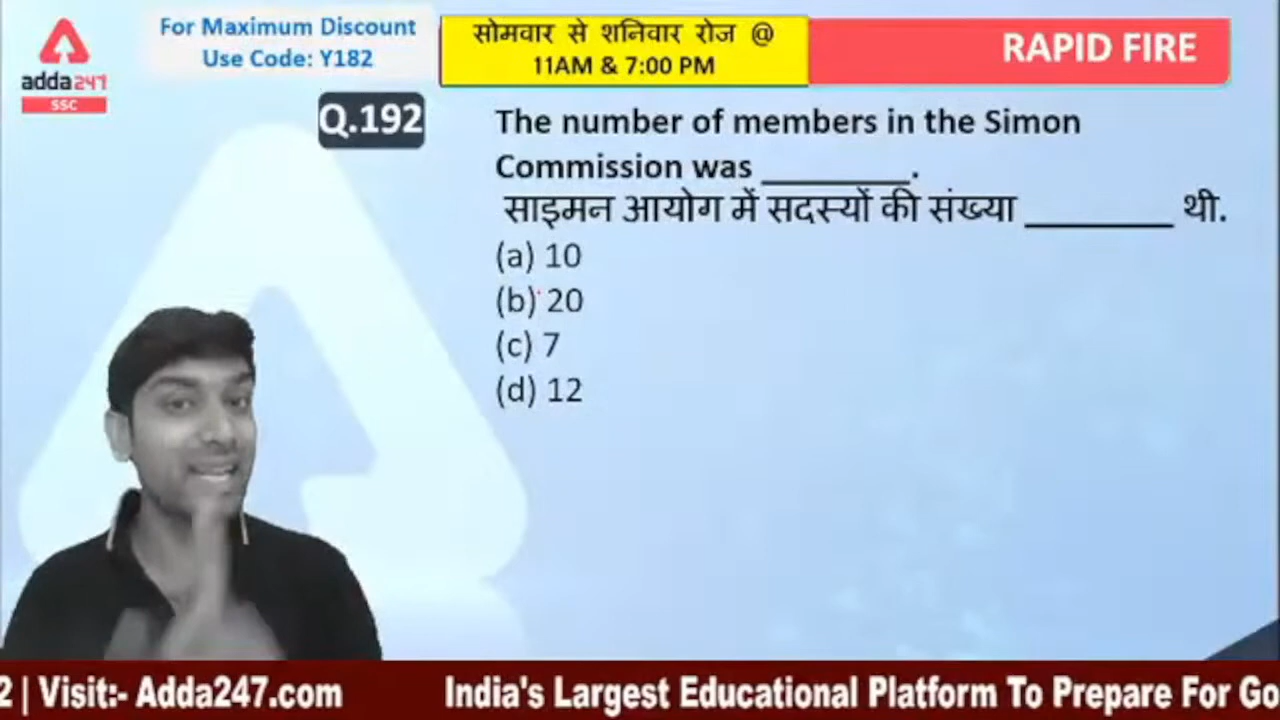 adda247
SSC
For Maximum Discount
Use Code: Y182
सोमवार से शनिवार रोज @
11AM & 7:00 PM
RAPID FIRE
Q.192
The number of members in the Simon
Commission was ________.
साइमन आयोग में सदस्यों की संख्या ________ थी.
(a) 10
(b) 20
(c) 7
(d) 12
2 | Visit:- Adda247.com India's Largest Educational Platform To Prepare For Go